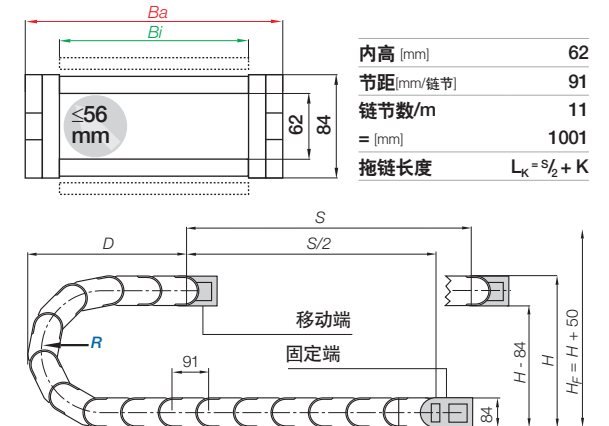 Ba
Bi
≤56
mm
62
84
内高 [mm] 62
节距[mm/链节] 91
链节数/m 11
= [mm] 1001
拖链长度 L_K = S/2 + K
S
D
S/2
移动端
R
固定端
91
84
H - 84
H
H_F = H + 50